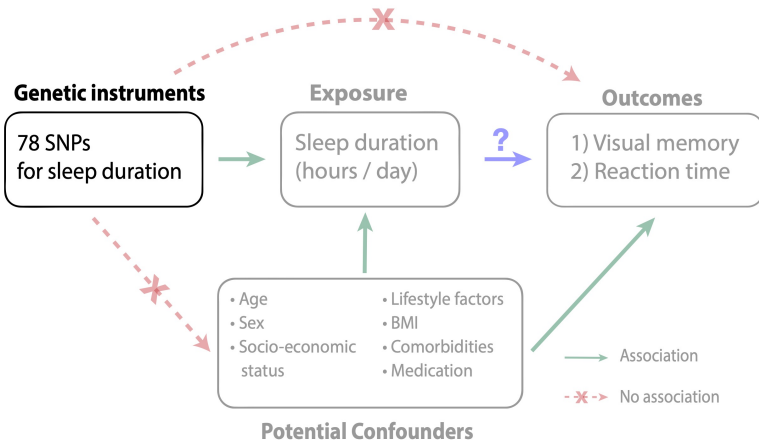 Genetic instruments
78 SNPs
for sleep duration
Exposure
Sleep duration
(hours / day)
?
Outcomes
1) Visual memory
2) Reaction time
X
X
• Age
• Sex
• Socio-economic
status
• Lifestyle factors
• BMI
• Comorbidities
• Medication
Potential Confounders
Association
X No association